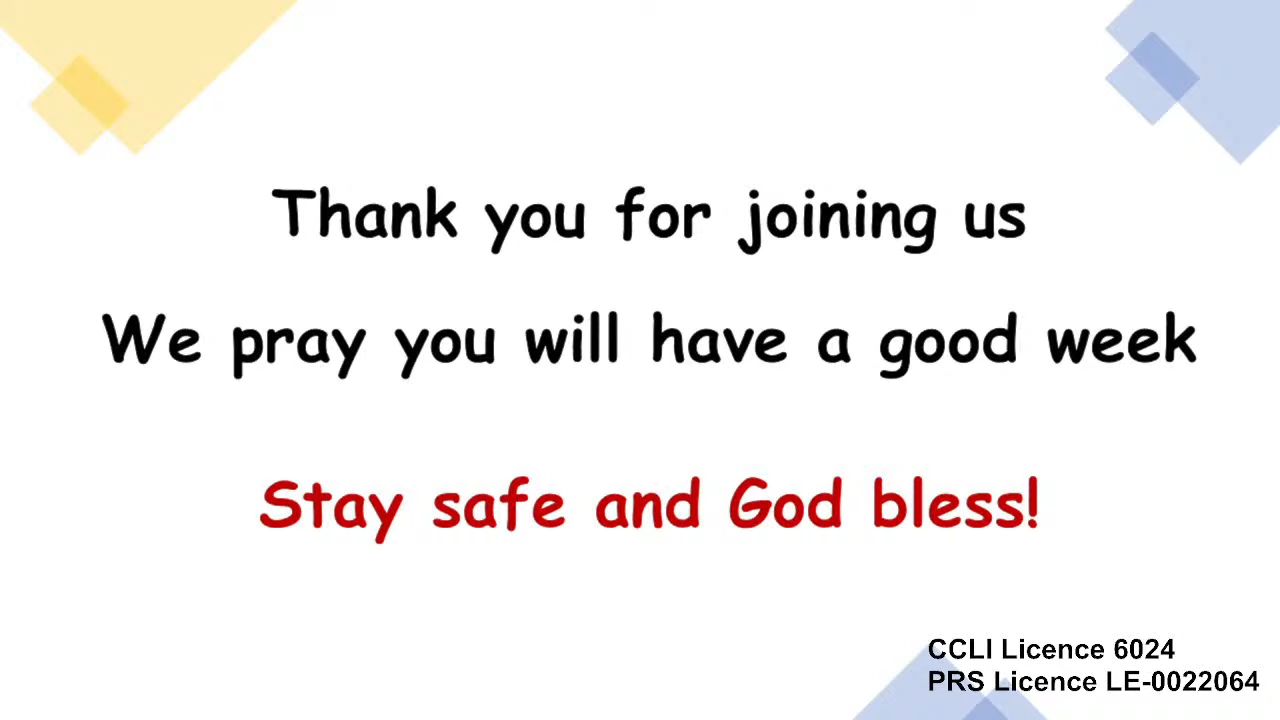 Thank you for joining us
We pray you will have a good week
Stay safe and God bless!
CCLI Licence 6024
PRS Licence LE-0022064